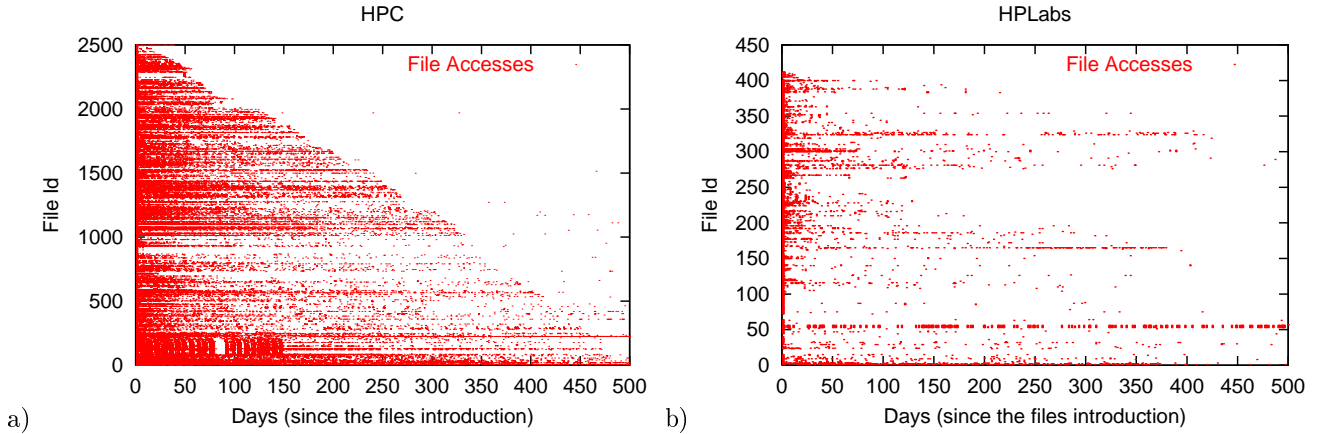 HPC
2500
2000
1500
1000
500
0
File Id
File Accesses
0 50 100 150 200 250 300 350 400 450 500
Days (since the files introduction)
a)
HPLabs
450
400
350
300
250
200
150
100
50
0
File Id
File Accesses
0 50 100 150 200 250 300 350 400 450 500
Days (since the files introduction)
b)